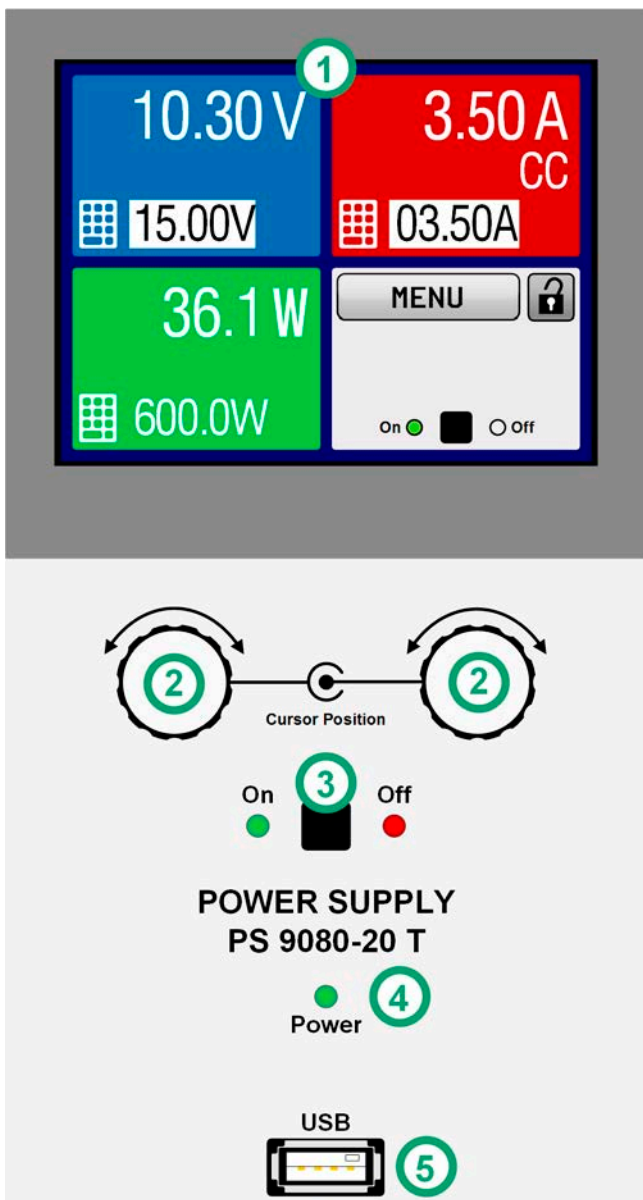 1
10.30 V
3.50 A
CC
15.00V
03.50A
36.1 W
MENU
600.0W
On
Off
2
2
Cursor Position
3
On
Off
POWER SUPPLY
PS 9080-20 T
4
Power
USB
5